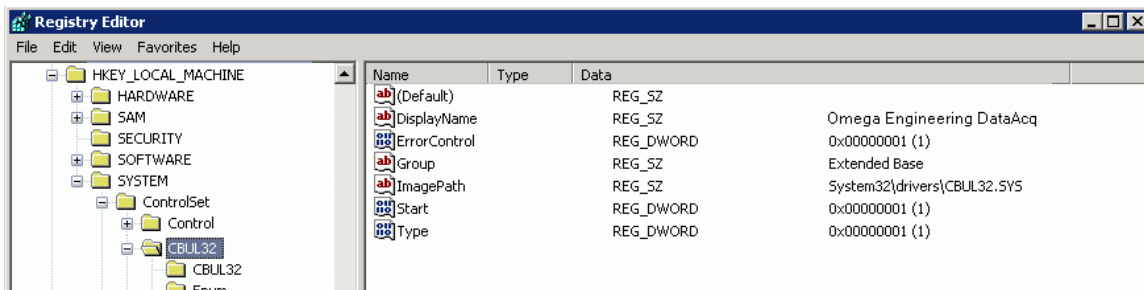 Registry Editor
File Edit View Favorites Help
HKEY_LOCAL_MACHINE
HARDWARE
SAM
SECURITY
SOFTWARE
SYSTEM
ControlSet
Control
CBUL32
CBUL32
Enum
Name Type Data
(Default) REG_SZ
DisplayName REG_SZ Omega Engineering DataAcq
ErrorControl REG_DWORD 0x00000001 (1)
Group REG_SZ Extended Base
ImagePath REG_SZ System32\drivers\CBUL32.SYS
Start REG_DWORD 0x00000001 (1)
Type REG_DWORD 0x00000001 (1)